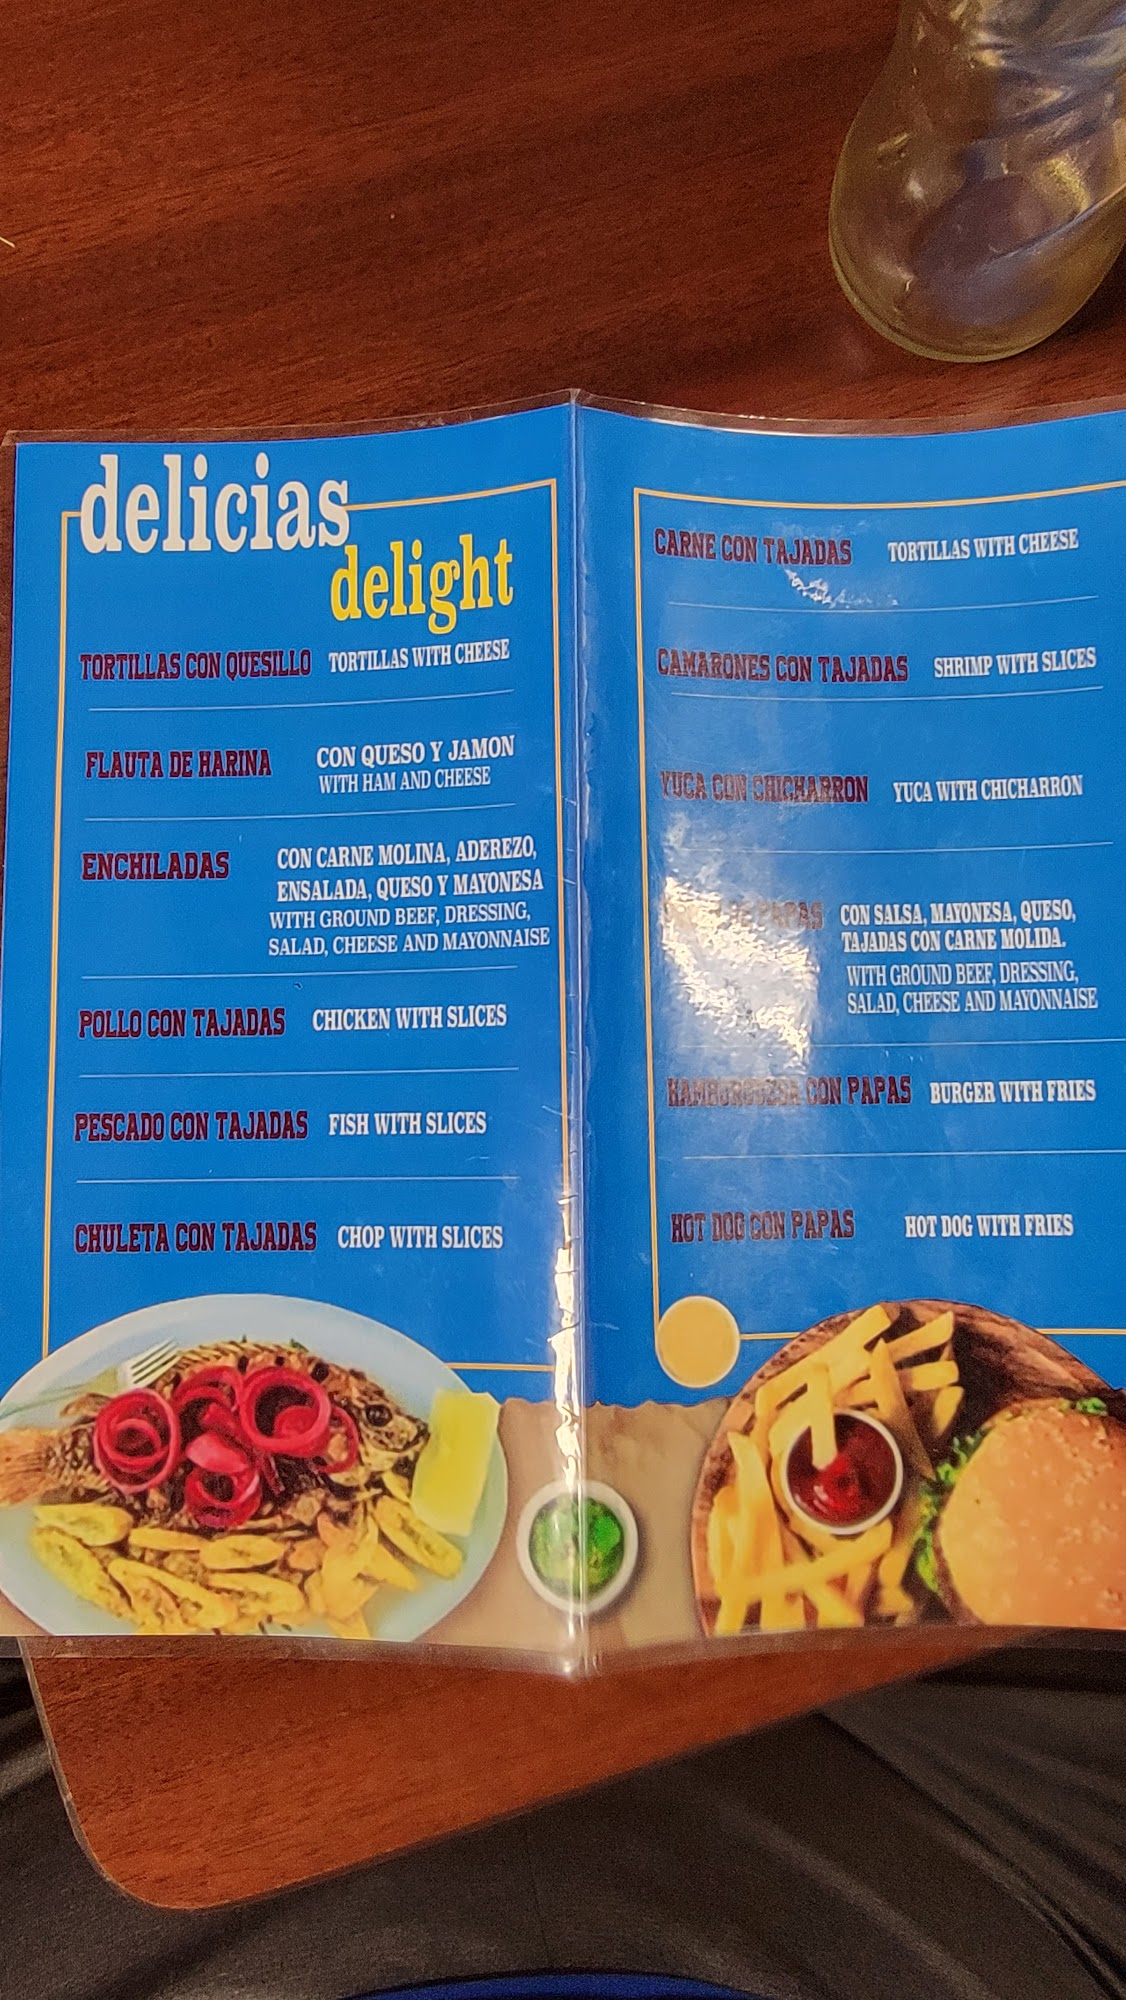 delicias
delight
TORTILLAS CON QUESILLO TORTILLAS WITH CHEESE
FLAUTA DE HARINA CON QUESO Y JAMON
WITH HAM AND CHEESE
ENCHILADAS CON CARNE MOLINA, ADEREZO,
ENSALADA, QUESO Y MAYONESA
WITH GROUND BEEF, DRESSING,
SALAD, CHEESE AND MAYONNAISE
POLLO CON TAJADAS CHICKEN WITH SLICES
PESCADO CON TAJADAS FISH WITH SLICES
CHULETA CON TAJADAS CHOP WITH SLICES
CARNE CON TAJADAS TORTILLAS WITH CHEESE
CAMARONES CON TAJADAS SHRIMP WITH SLICES
YUCA CON CHICHARRON YUCA WITH CHICHARRON
PAPAS CON SALSA, MAYONESA, QUESO,
TAJADAS CON CARNE MOLIDA.
WITH GROUND BEEF, DRESSING,
SALAD, CHEESE AND MAYONNAISE
HAMBURGUESA CON PAPAS BURGER WITH FRIES
HOT DOG CON PAPAS HOT DOG WITH FRIES